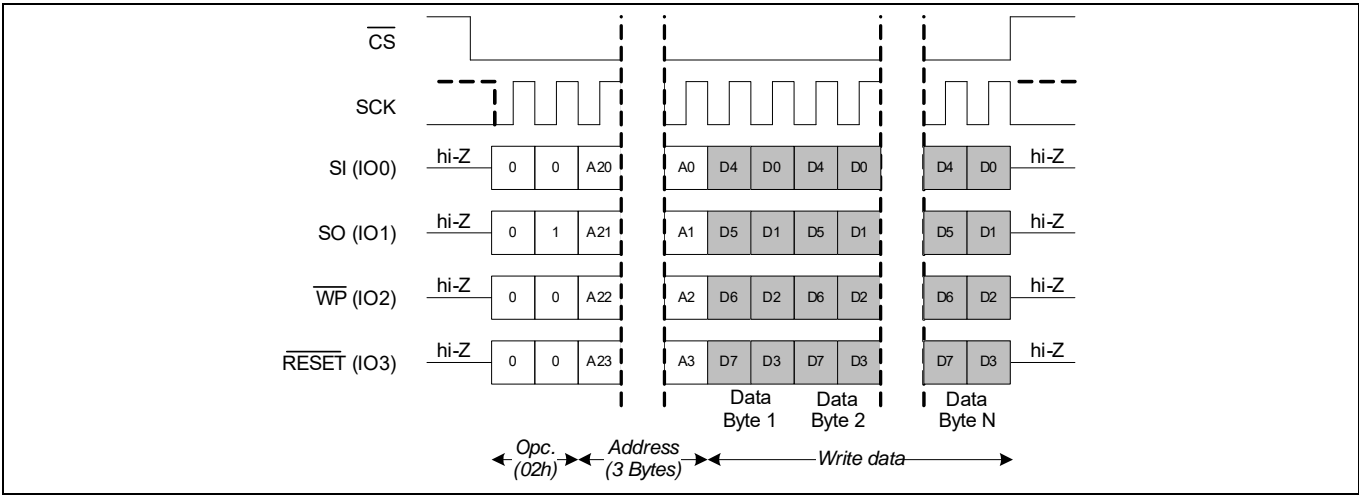 CS
SCK
SI (IO0) hi-Z 0 0 A20 A0 D4 D0 D4 D0 D4 D0 hi-Z
SO (IO1) hi-Z 0 1 A21 A1 D5 D1 D5 D1 D5 D1 hi-Z
WP (IO2) hi-Z 0 0 A22 A2 D6 D2 D6 D2 D6 D2 hi-Z
RESET (IO3) hi-Z 0 0 A23 A3 D7 D3 D7 D3 D7 D3 hi-Z
Data Data Data
Byte 1 Byte 2 Byte N
Opc. Address Write data
(02h) (3 Bytes)